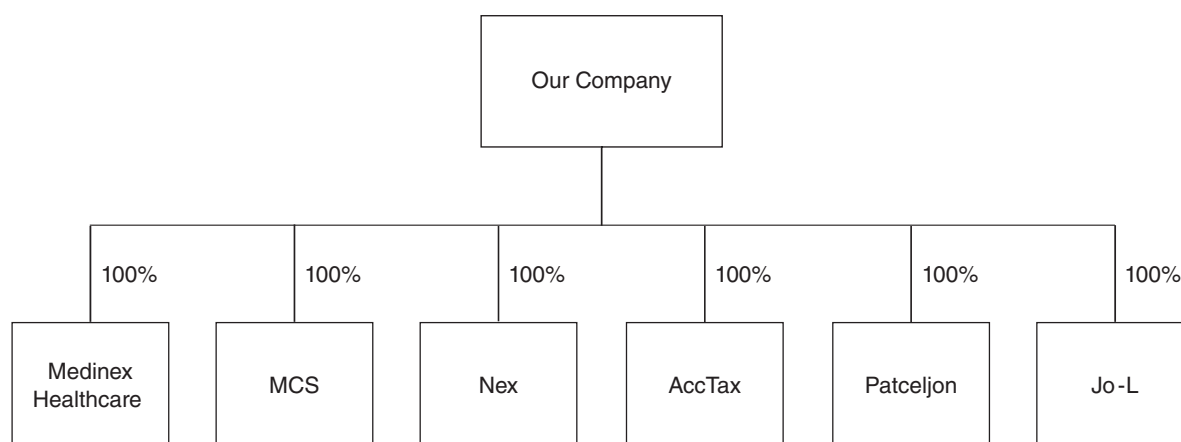 Our Company
100%
100%
100%
100%
100%
100%
Medinex
Healthcare
MCS
Nex
AccTax
Patceljon
Jo-L